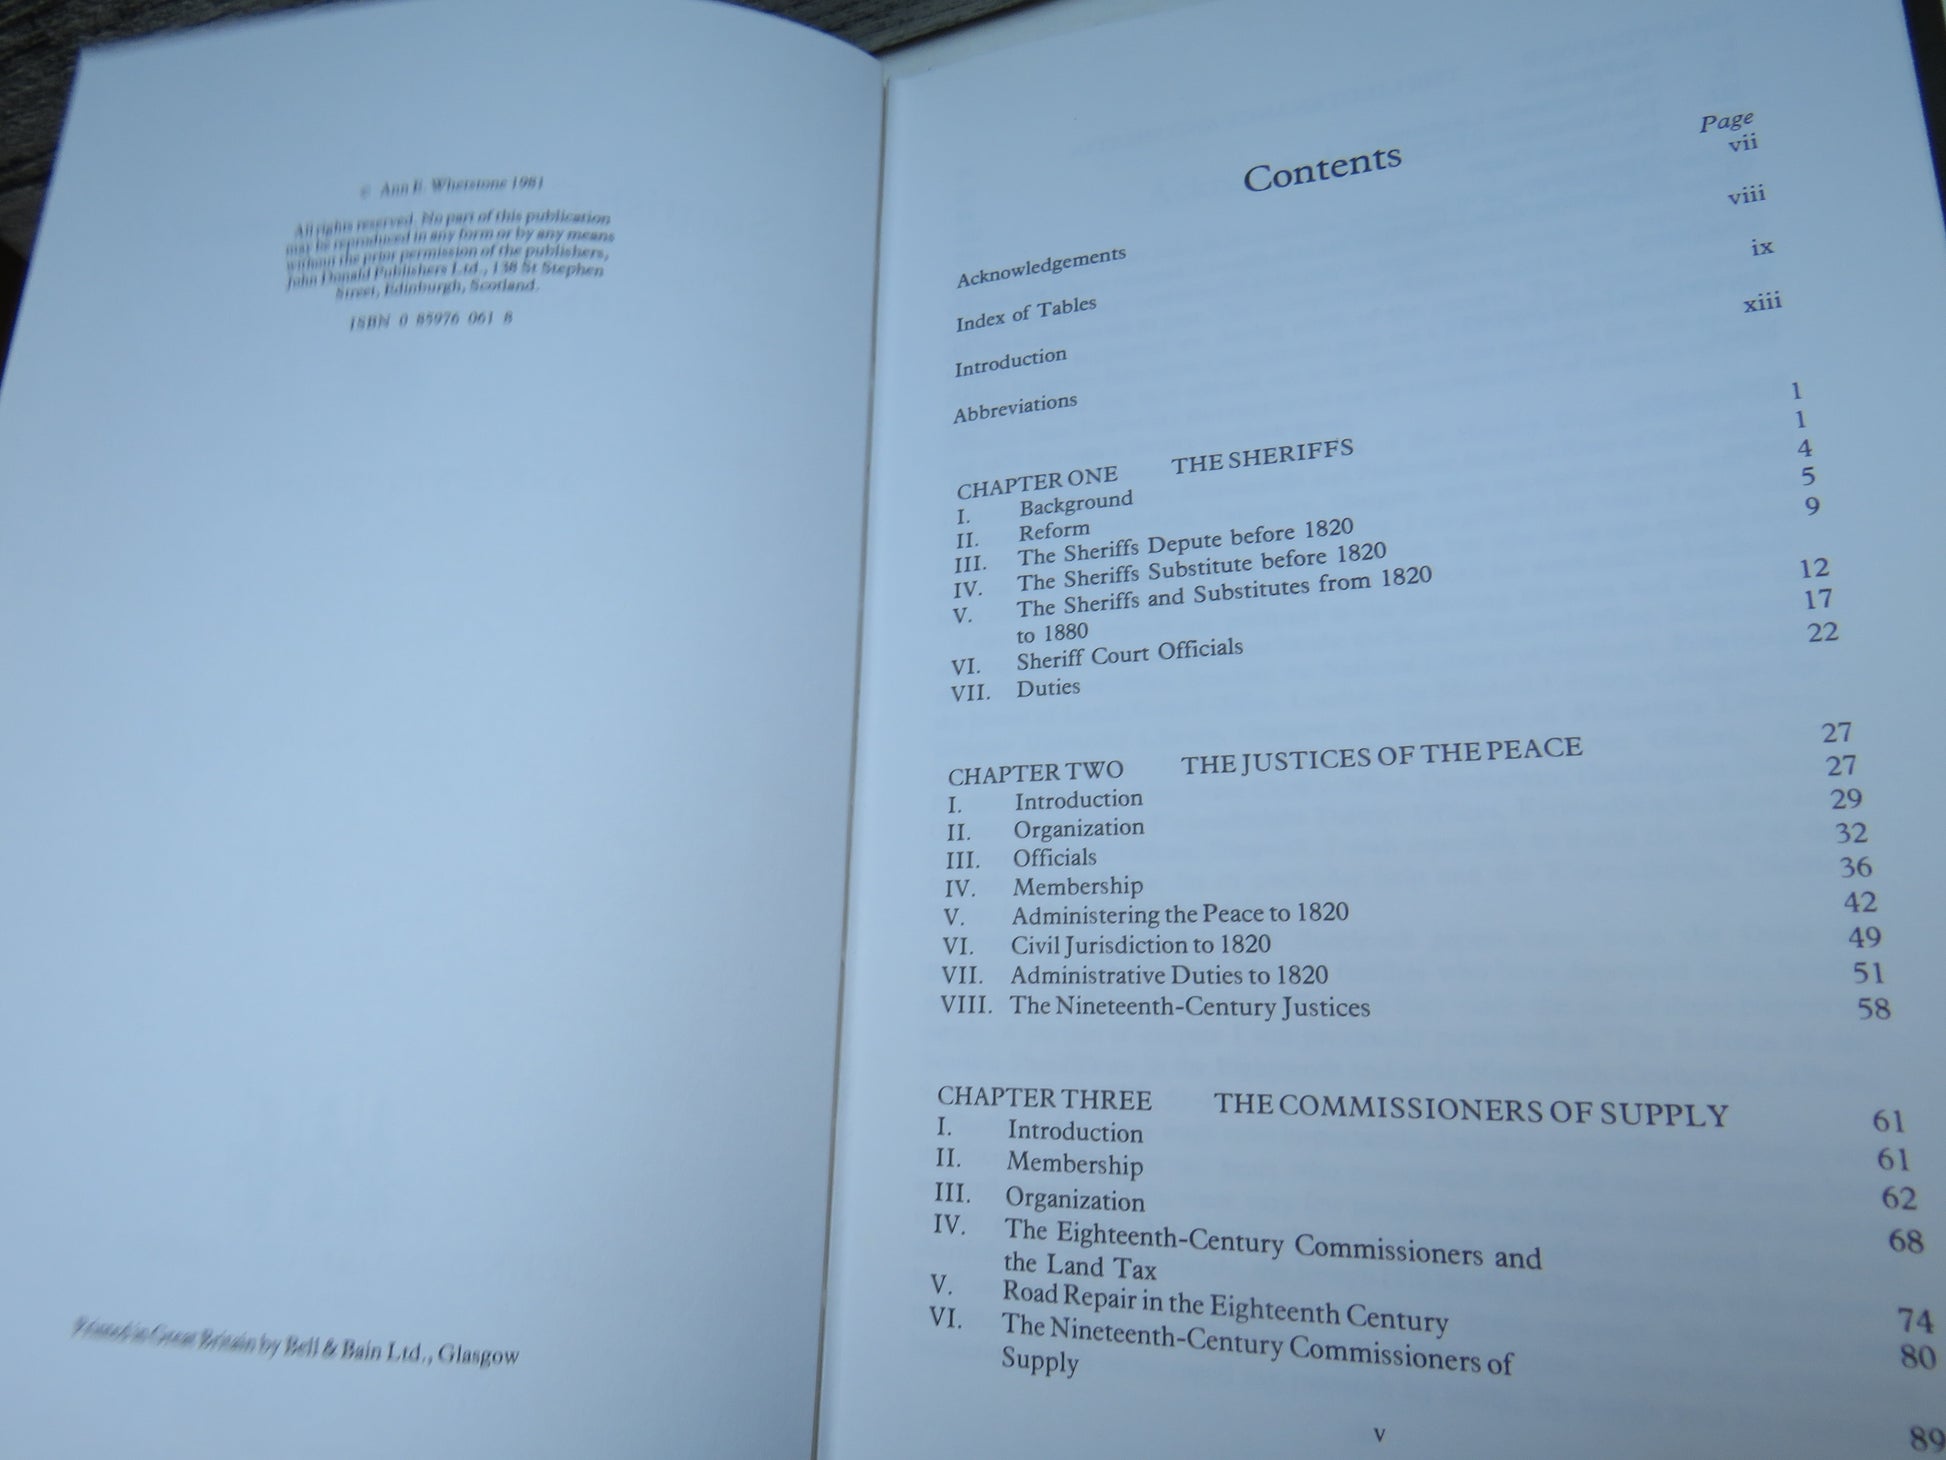 © Ann E. Whetstone 1981
All rights reserved. No part of this publication
may be reproduced in any form or by any means
without the prior permission of the publishers,
John Donald Publishers Ltd., 138 St Stephen
Street, Edinburgh, Scotland.
ISBN 0 85976 061 8
Printed in Great Britain by Bell & Bain Ltd., Glasgow
Contents
Page
Acknowledgements vii
Index of Tables viii
Introduction ix
Abbreviations xiii
CHAPTER ONE THE SHERIFFS 1
I. Background 1
II. Reform 4
III. The Sheriffs Depute before 1820 5
IV. The Sheriffs Substitute before 1820 9
V. The Sheriffs and Substitutes from 1820
to 1880 12
VI. Sheriff Court Officials 17
VII. Duties 22
CHAPTER TWO THE JUSTICES OF THE PEACE 27
I. Introduction 27
II. Organization 29
III. Officials 32
IV. Membership 36
V. Administering the Peace to 1820 42
VI. Civil Jurisdiction to 1820 49
VII. Administrative Duties to 1820 51
VIII. The Nineteenth-Century Justices 58
CHAPTER THREE THE COMMISSIONERS OF SUPPLY 61
I. Introduction 61
II. Membership 62
III. Organization 68
IV. The Eighteenth-Century Commissioners and
the Land Tax 74
V. Road Repair in the Eighteenth Century 80
VI. The Nineteenth-Century Commissioners of
Supply 89
v